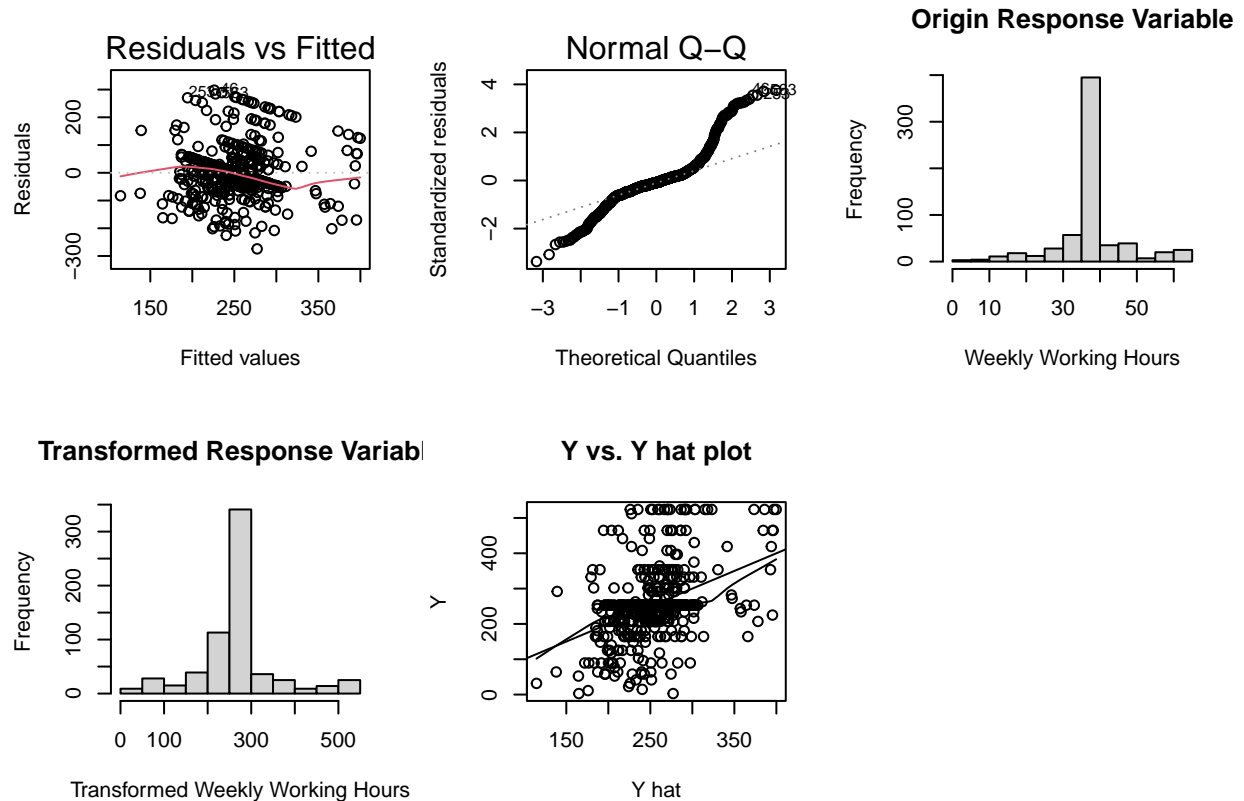 Residuals vs Fitted
Residuals
200
0
−300
150
250
350
Fitted values
Normal Q−Q
Standardized residuals
4
2
0
−2
−3
−2
−1
0
1
2
3
Theoretical Quantiles
Origin Response Variable
Frequency
300
100
0
0
10
30
50
Weekly Working Hours
Transformed Response Variabl
Frequency
300
200
100
0
0
100
300
500
Transformed Weekly Working Hours
Y vs. Y hat plot
Y
400
200
0
150
250
350
Y hat